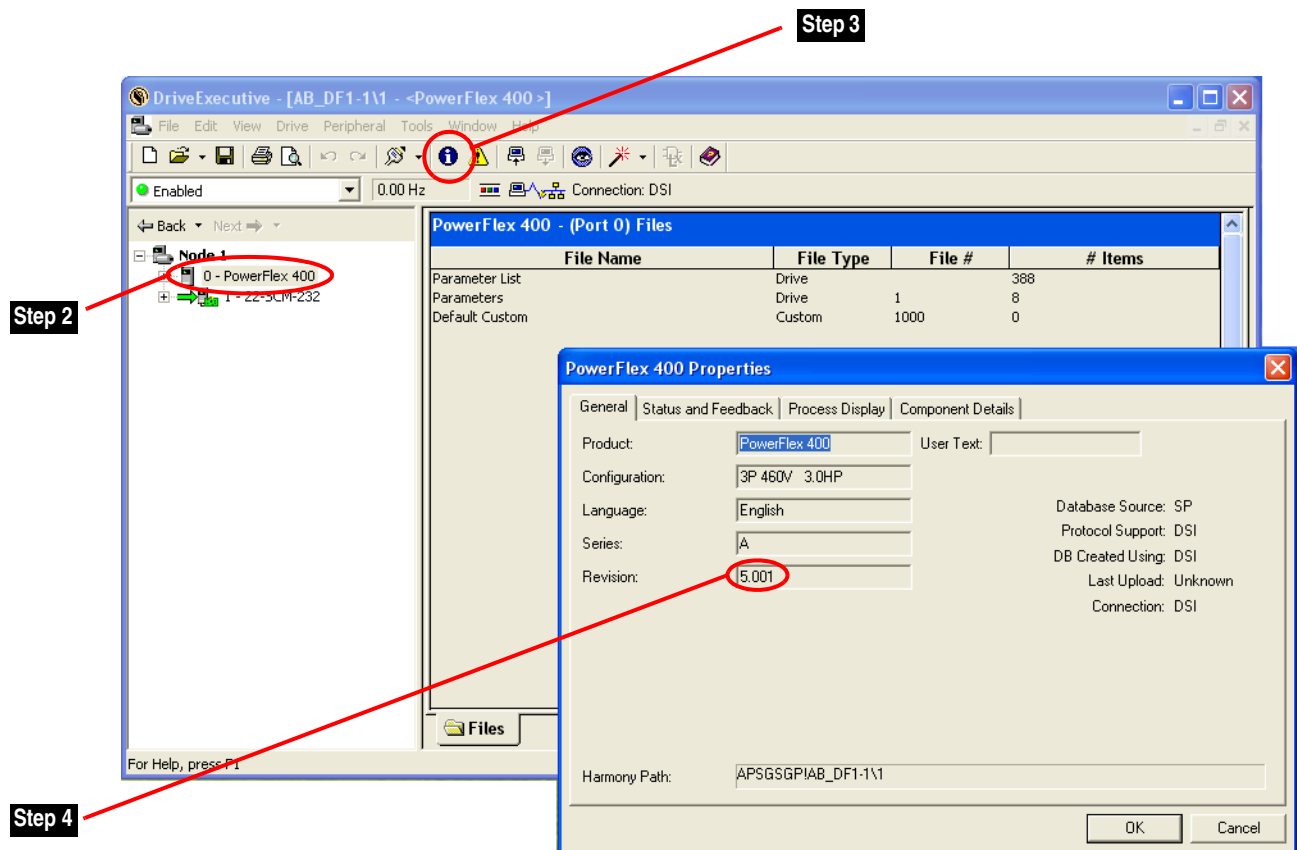 Step 3
DriveExecutive - [AB_DF1-1\1 - <PowerFlex 400>]
File Edit View Drive Peripheral Tools Window Help
Enabled
0.00 Hz
Connection: DSI
Back
Next
Node 1
0 - PowerFlex 400
1 - 22-SCM-232
Step 2
PowerFlex 400 - (Port 0) Files
File Name File Type File # # Items
Parameter List Drive 388
Parameters Drive 1 8
Default Custom Custom 1000 0
PowerFlex 400 Properties
General Status and Feedback Process Display Component Details
Product: PowerFlex 400 User Text:
Configuration: 3P 460V 3.0HP
Language: English
Series: A
Revision: 5.001
Database Source: SP
Protocol Support: DSI
DB Created Using: DSI
Last Upload: Unknown
Connection: DSI
Files
For Help, press F1
Harmony Path: APSGSGP!AB_DF1-1\1
Step 4
OK Cancel